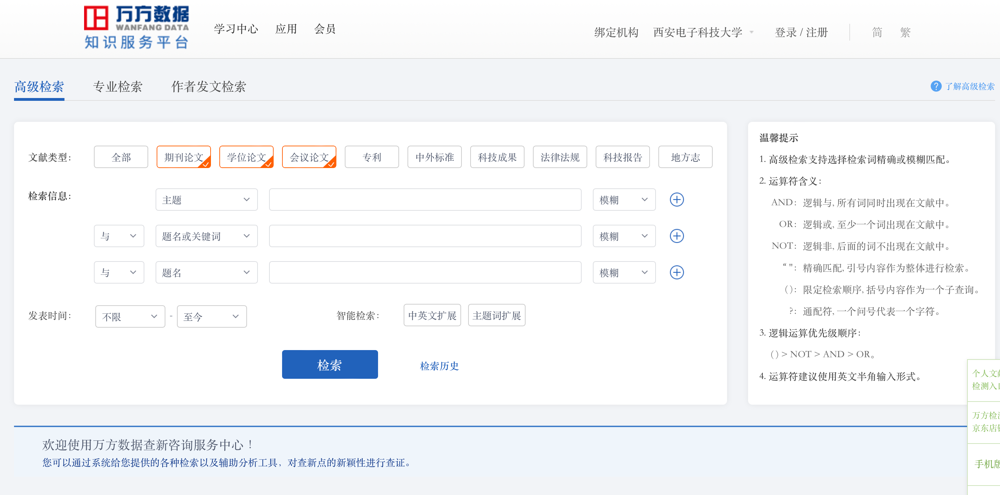 万方数据
WANFANG DATA
知识服务平台
学习中心 应用 会员
绑定机构 西安电子科技大学 登录 / 注册 简 繁
高级检索 专业检索 作者发文检索
? 了解高级检索
文献类型： 全部 期刊论文 学位论文 会议论文 专利 中外标准 科技成果 法律法规 科技报告 地方志
检索信息： 主题 模糊
与 题名或关键词 模糊
与 题名 模糊
发表时间： 不限 - 至今 智能检索： 中英文扩展 主题词扩展
检索 检索历史
温馨提示
1. 高级检索支持选择检索词精确或模糊匹配。
2. 运算符含义：
AND： 逻辑与, 所有词同时出现在文献中。
OR： 逻辑或, 至少一个词出现在文献中。
NOT： 逻辑非, 后面的词不出现在文献中。
“ "： 精确匹配, 引号内容作为整体进行检索。
()： 限定检索顺序, 括号内容作为一个子查询。
?： 通配符, 一个问号代表一个字符。
3. 逻辑运算优先级顺序：
() > NOT > AND > OR。
4. 运算符建议使用英文半角输入形式。
个人文
检测入
万方检
京东店
手机
欢迎使用万方数据查新咨询服务中心！
您可以通过系统给您提供的各种检索以及辅助分析工具，对查新点的新颖性进行查证。